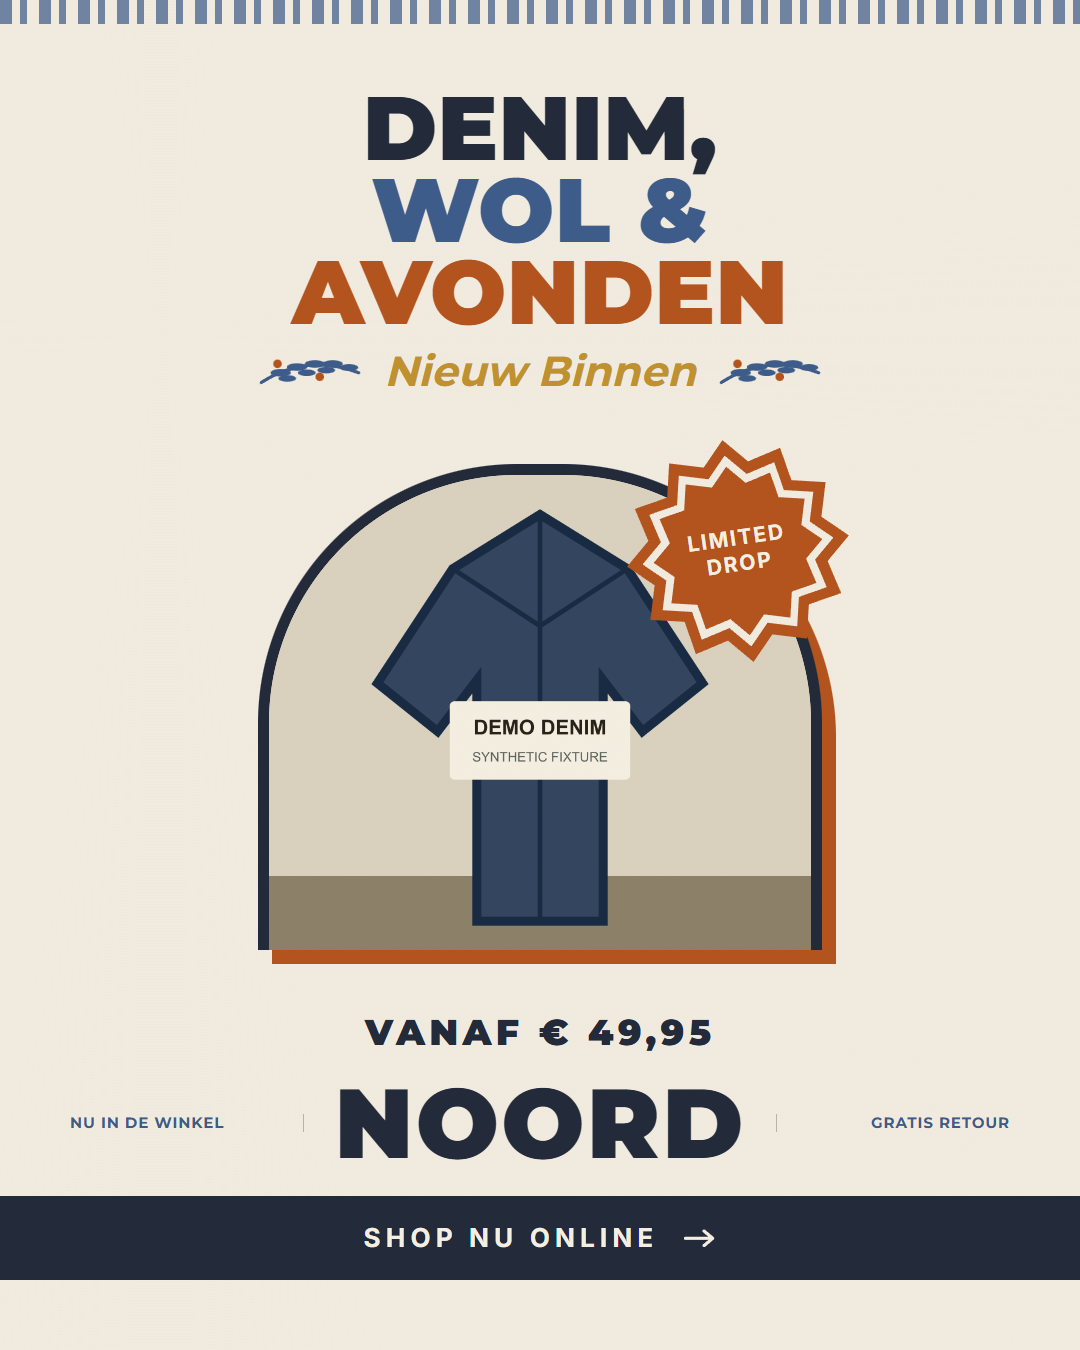 DENIM,
WOL &
AVONDEN
Nieuw Binnen
LIMITED
DROP
DEMO DENIM
SYNTHETIC FIXTURE
VANAF € 49,95
NU IN DE WINKEL
NOORD
GRATIS RETOUR
SHOP NU ONLINE →